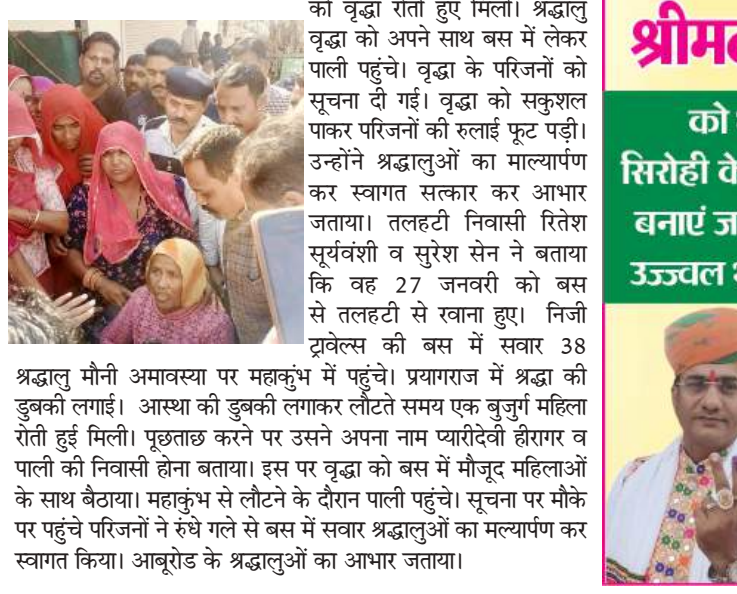 को वृद्धा रोती हुए मिली। श्रद्धालु
वृद्धा को अपने साथ बस में लेकर
पाली पहुंचे। वृद्धा के परिजनों को
सूचना दी गई। वृद्धा को सकुशल
पाकर परिजनों की रुलाई फूट पड़ी।
उन्होंने श्रद्धालुओं का माल्यार्पण
कर स्वागत सत्कार कर आभार
जताया। तलहटी निवासी रितेश
सूर्यवंशी व सुरेश सेन ने बताया
कि वह 27 जनवरी को बस
से तलहटी से रवाना हुए। निजी
ट्रावेल्स की बस में सवार 38
श्रद्धालु मौनी अमावस्या पर महाकुंभ में पहुंचे। प्रयागराज में श्रद्धा की
डुबकी लगाई। आस्था की डुबकी लगाकर लौटते समय एक बुजुर्ग महिला
रोती हुई मिली। पूछताछ करने पर उसने अपना नाम प्यारीदेवी हीरागर व
पाली की निवासी होना बताया। इस पर वृद्धा को बस में मौजूद महिलाओं
के साथ बैठाया। महाकुंभ से लौटने के दौरान पाली पहुंचे। सूचना पर मौके
पर पहुंचे परिजनों ने रुंधे गले से बस में सवार श्रद्धालुओं का मल्यार्पण कर
स्वागत किया। आबूरोड के श्रद्धालुओं का आभार जताया।
को
सिरोही के
बनाएं
उज्ज्वल